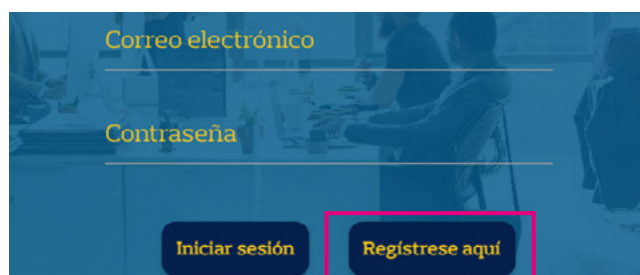 Correo electrónico
Contraseña
Iniciar sesión Regístrese aquí